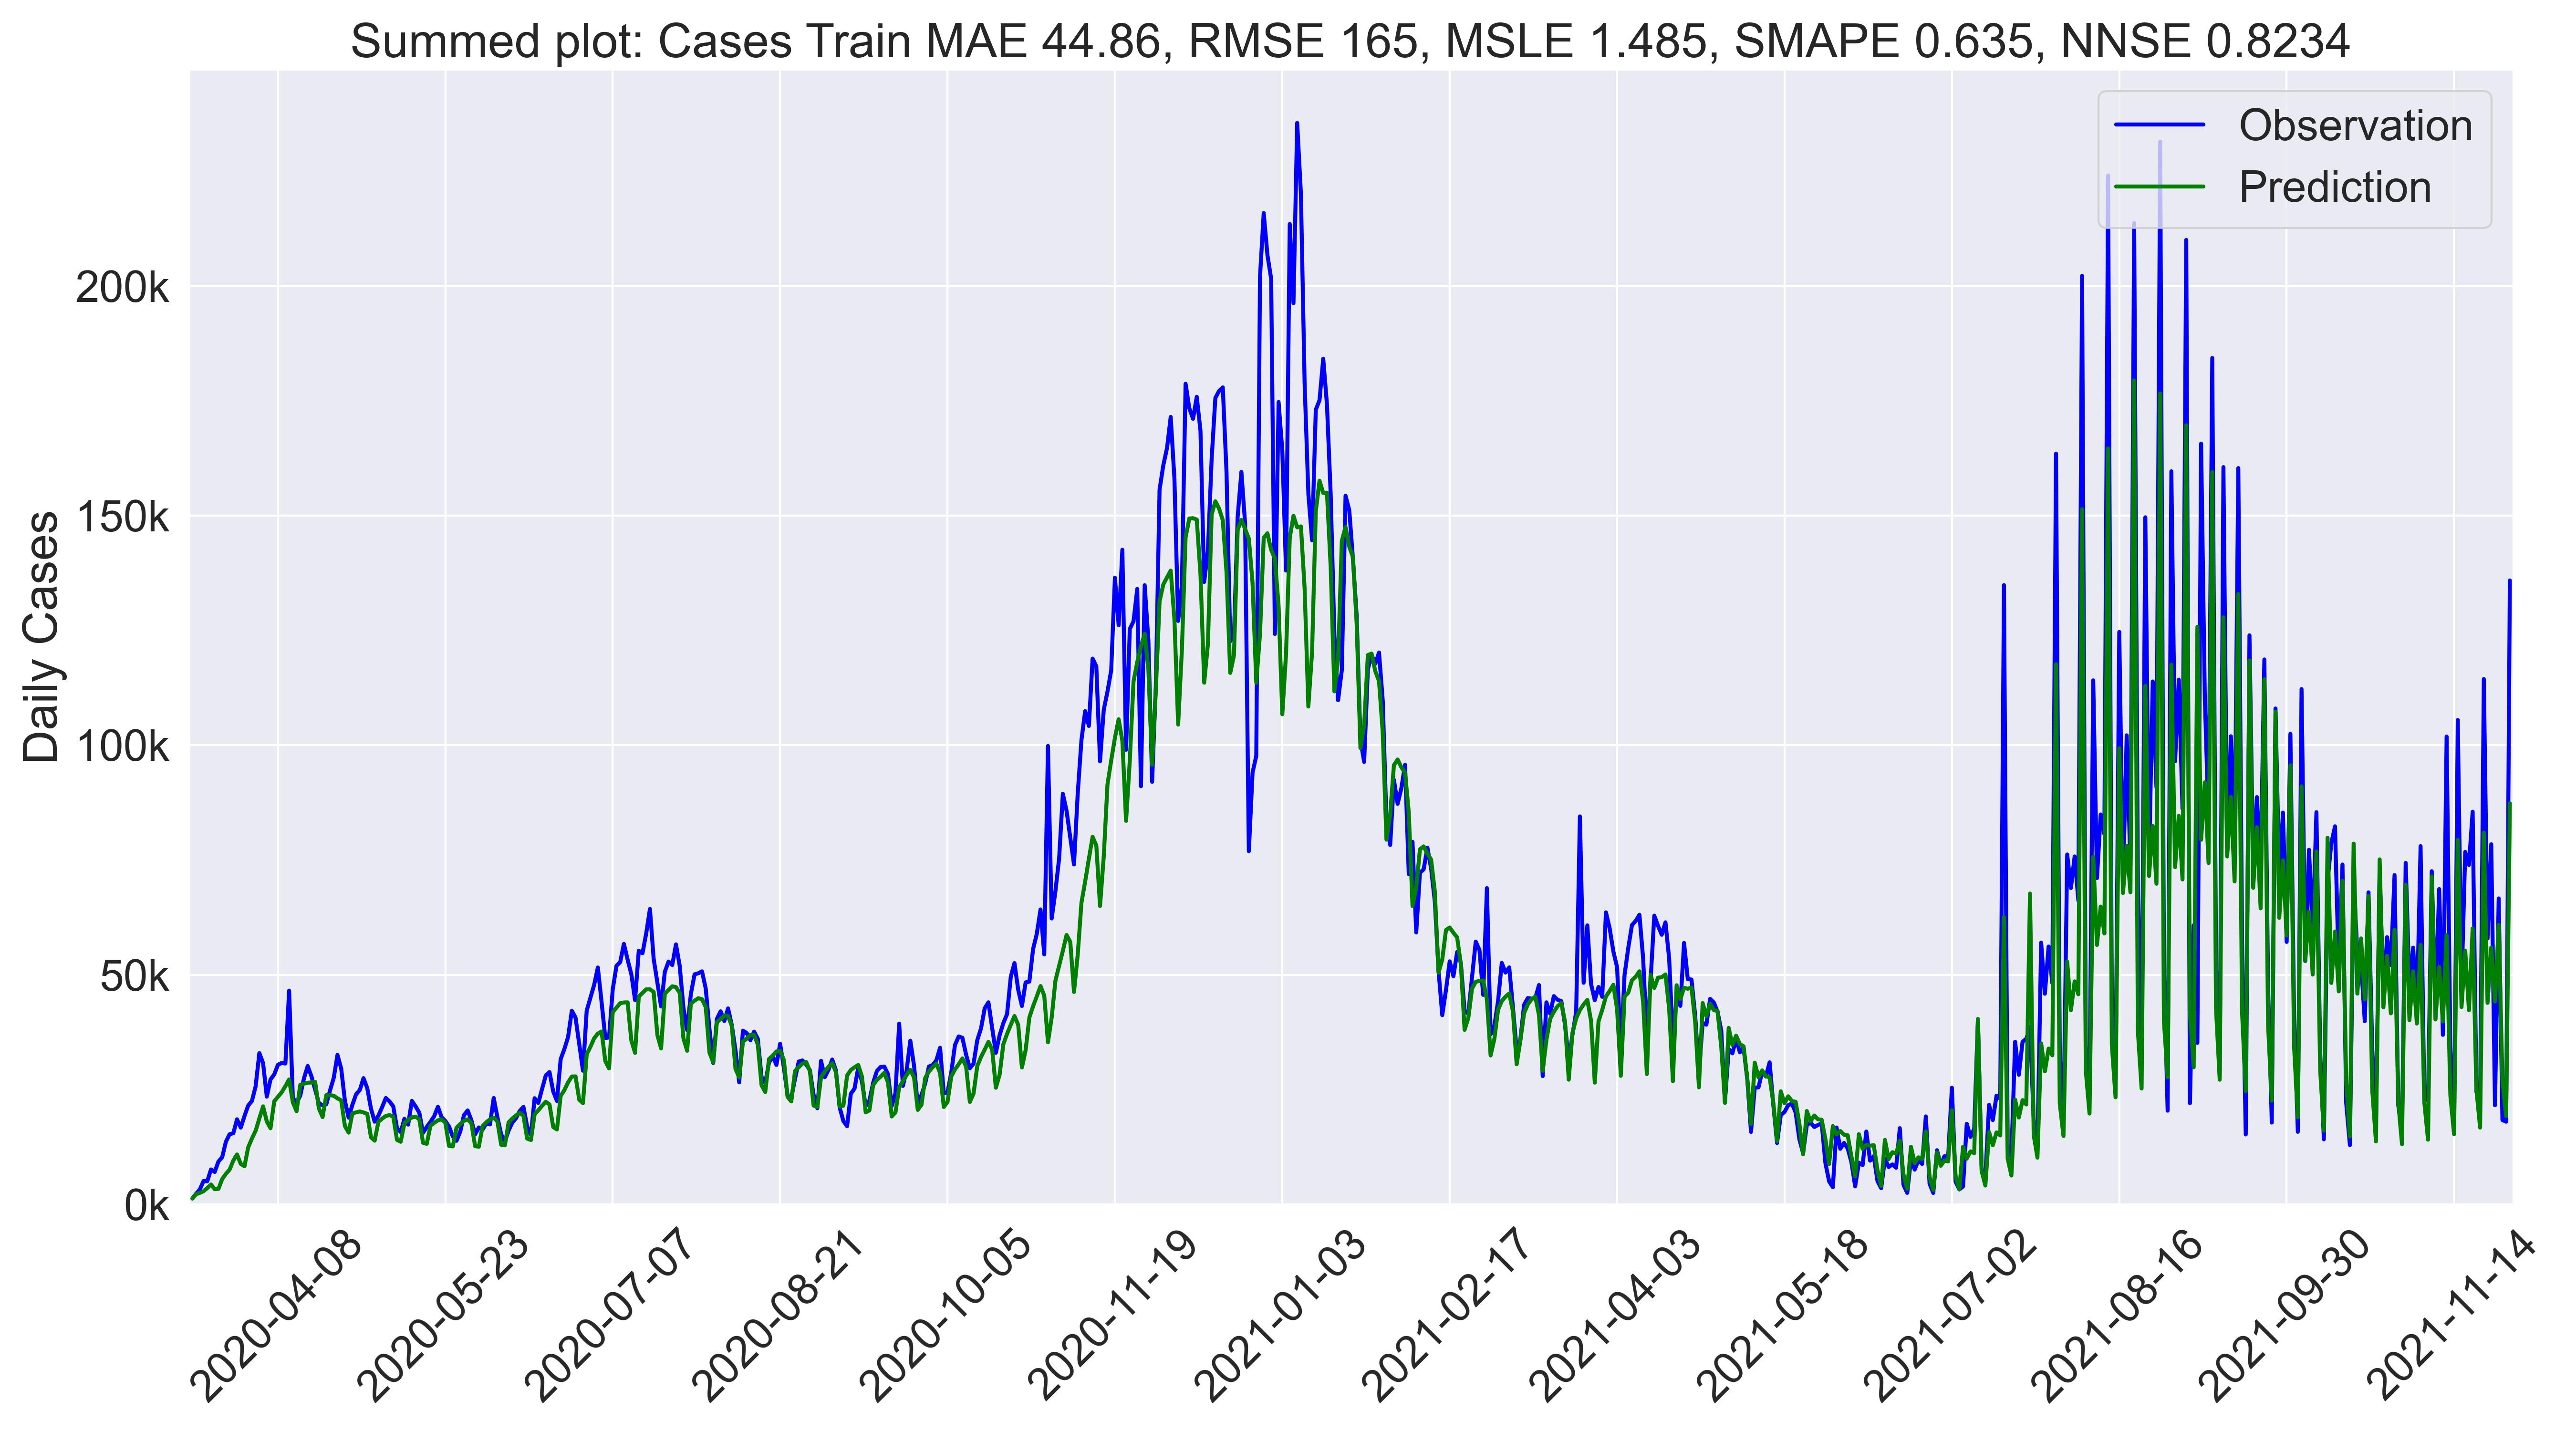 Summed plot: Cases Train MAE 44.86, RMSE 165, MSLE 1.485, SMAPE 0.635, NNSE 0.8234
Observation
Prediction
Daily Cases
200k
150k
100k
50k
0k
2020-04-08
2020-05-23
2020-07-07
2020-08-21
2020-10-05
2020-11-19
2021-01-03
2021-02-17
2021-04-03
2021-05-18
2021-07-02
2021-08-16
2021-09-30
2021-11-14